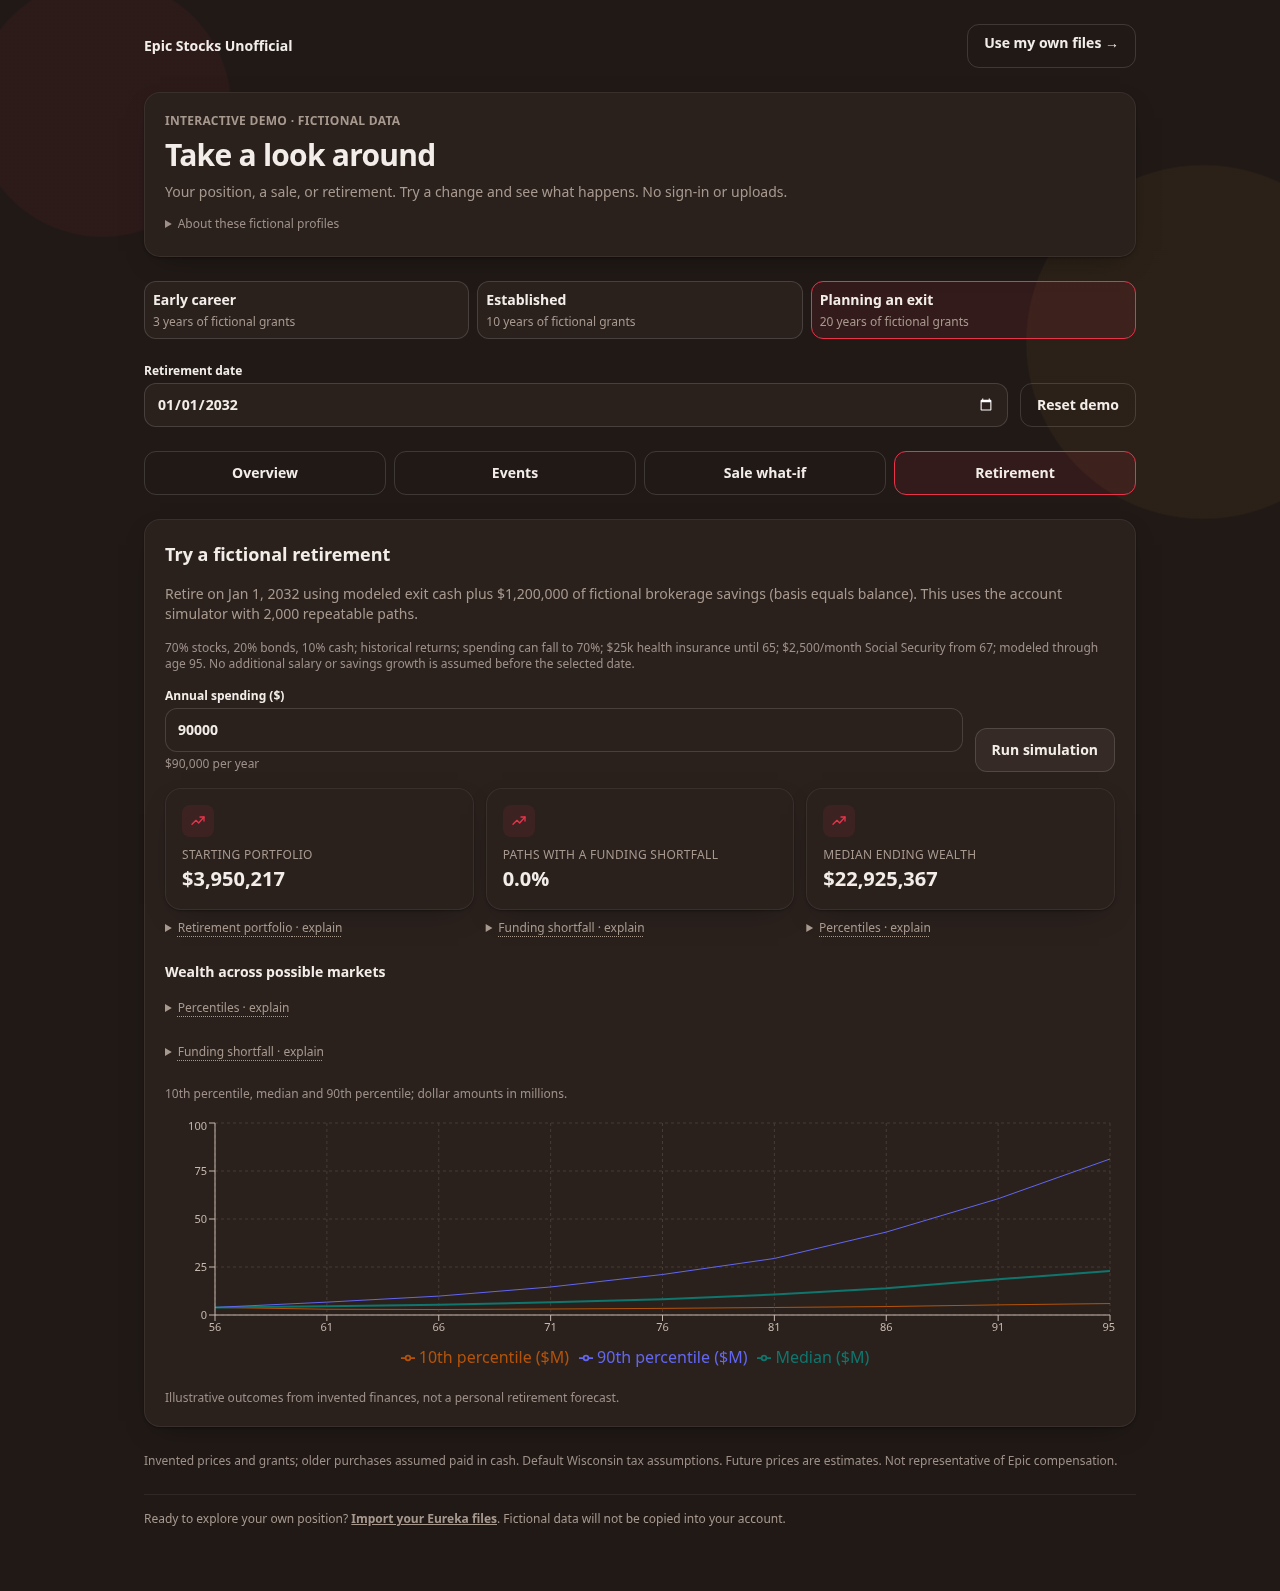 Epic Stocks Unofficial
Use my own files →
INTERACTIVE DEMO · FICTIONAL DATA
Take a look around
Your position, a sale, or retirement. Try a change and see what happens. No sign-in or uploads.
▶ About these fictional profiles
Early career
3 years of fictional grants
Established
10 years of fictional grants
Planning an exit
20 years of fictional grants
Retirement date
01/01/2032
Reset demo
Overview
Events
Sale what-if
Retirement
Try a fictional retirement
Retire on Jan 1, 2032 using modeled exit cash plus $1,200,000 of fictional brokerage savings (basis equals balance). This uses the account
simulator with 2,000 repeatable paths.
70% stocks, 20% bonds, 10% cash; historical returns; spending can fall to 70%; $25k health insurance until 65; $2,500/month Social Security from 67; modeled through
age 95. No additional salary or savings growth is assumed before the selected date.
Annual spending ($)
90000
$90,000 per year
Run simulation
STARTING PORTFOLIO
$3,950,217
PATHS WITH A FUNDING SHORTFALL
0.0%
MEDIAN ENDING WEALTH
$22,925,367
▶ Retirement portfolio · explain
▶ Funding shortfall · explain
▶ Percentiles · explain
Wealth across possible markets
▶ Percentiles · explain
▶ Funding shortfall · explain
10th percentile, median and 90th percentile; dollar amounts in millions.
100
75
50
25
0
56 61 66 71 76 81 86 91 95
10th percentile ($M) 90th percentile ($M) Median ($M)
Illustrative outcomes from invented finances, not a personal retirement forecast.
Invented prices and grants; older purchases assumed paid in cash. Default Wisconsin tax assumptions. Future prices are estimates. Not representative of Epic compensation.
Ready to explore your own position? Import your Eureka files. Fictional data will not be copied into your account.